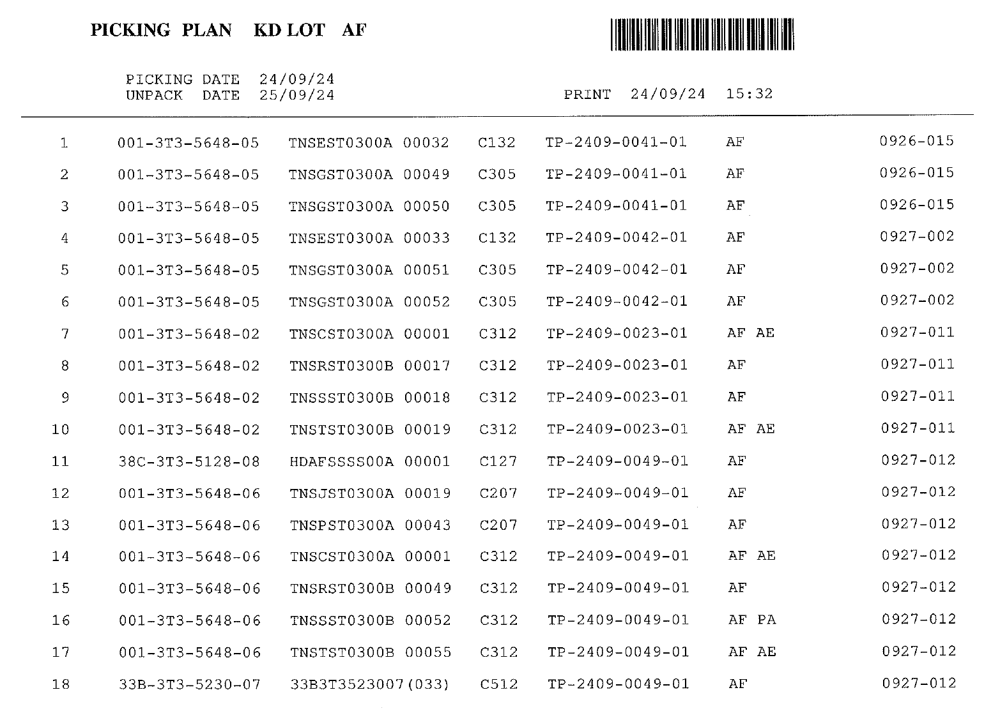 PICKING PLAN KD LOT AF
PICKING DATE 24/09/24
UNPACK DATE 25/09/24
PRINT 24/09/24 15:32
1 001-3T3-5648-05 TNSEST0300A 00032 C132 TP-2409-0041-01 AF 0926-015
2 001-3T3-5648-05 TNSGST0300A 00049 C305 TP-2409-0041-01 AF 0926-015
3 001-3T3-5648-05 TNSGST0300A 00050 C305 TP-2409-0041-01 AF 0926-015
4 001-3T3-5648-05 TNSEST0300A 00033 C132 TP-2409-0042-01 AF 0927-002
5 001-3T3-5648-05 TNSGST0300A 00051 C305 TP-2409-0042-01 AF 0927-002
6 001-3T3-5648-05 TNSGST0300A 00052 C305 TP-2409-0042-01 AF 0927-002
7 001-3T3-5648-02 TNSCST0300A 00001 C312 TP-2409-0023-01 AF AE 0927-011
8 001-3T3-5648-02 TNSRST0300B 00017 C312 TP-2409-0023-01 AF 0927-011
9 001-3T3-5648-02 TNSSST0300B 00018 C312 TP-2409-0023-01 AF 0927-011
10 001-3T3-5648-02 TNSTST0300B 00019 C312 TP-2409-0023-01 AF AE 0927-011
11 38C-3T3-5128-08 HDAFSSSS00A 00001 C127 TP-2409-0049-01 AF 0927-012
12 001-3T3-5648-06 TNSJST0300A 00019 C207 TP-2409-0049-01 AF 0927-012
13 001-3T3-5648-06 TNSPST0300A 00043 C207 TP-2409-0049-01 AF 0927-012
14 001-3T3-5648-06 TNSCST0300A 00001 C312 TP-2409-0049-01 AF AE 0927-012
15 001-3T3-5648-06 TNSRST0300B 00049 C312 TP-2409-0049-01 AF 0927-012
16 001-3T3-5648-06 TNSSST0300B 00052 C312 TP-2409-0049-01 AF PA 0927-012
17 001-3T3-5648-06 TNSTST0300B 00055 C312 TP-2409-0049-01 AF AE 0927-012
18 33B-3T3-5230-07 33B3T3523007(033) C512 TP-2409-0049-01 AF 0927-012